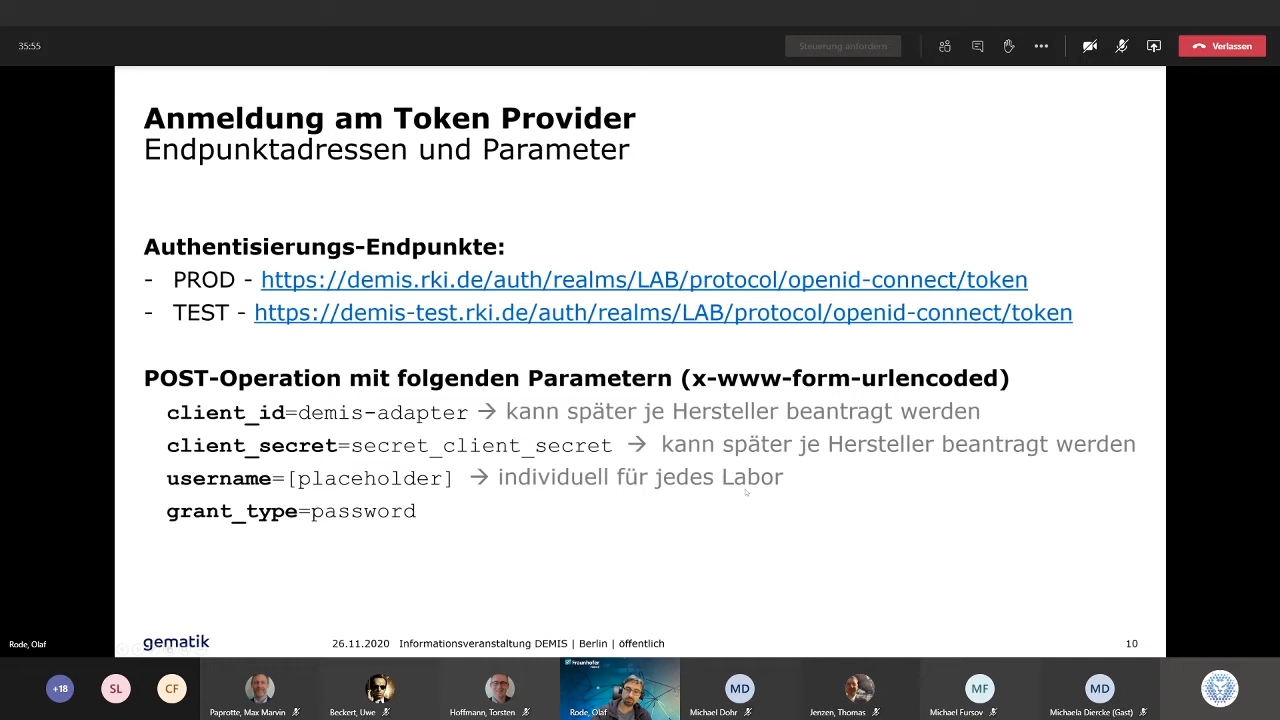 35:55
Steuerung anfordern
Verlassen
Anmeldung am Token Provider
Endpunktadressen und Parameter
Authentisierungs-Endpunkte:
- PROD - https://demis.rki.de/auth/realms/LAB/protocol/openid-connect/token
- TEST - https://demis-test.rki.de/auth/realms/LAB/protocol/openid-connect/token
POST-Operation mit folgenden Parametern (x-www-form-urlencoded)
client_id=demis-adapter → kann später je Hersteller beantragt werden
client_secret=secret_client_secret → kann später je Hersteller beantragt werden
username=[placeholder] → individuell für jedes Labor
grant_type=password
Rode, Olaf
gematik
26.11.2020 Informationsveranstaltung DEMIS | Berlin | öffentlich
10
+18
SL
CF
Fraunhofer
MD
MF
MD
Paprotte, Max Marvin
Beckert, Uwe
Hoffmann, Torsten
Rode, Olaf
Michael Dohr
Jenzen, Thomas
Michael Fursov
Michaela Diercke (Gast)